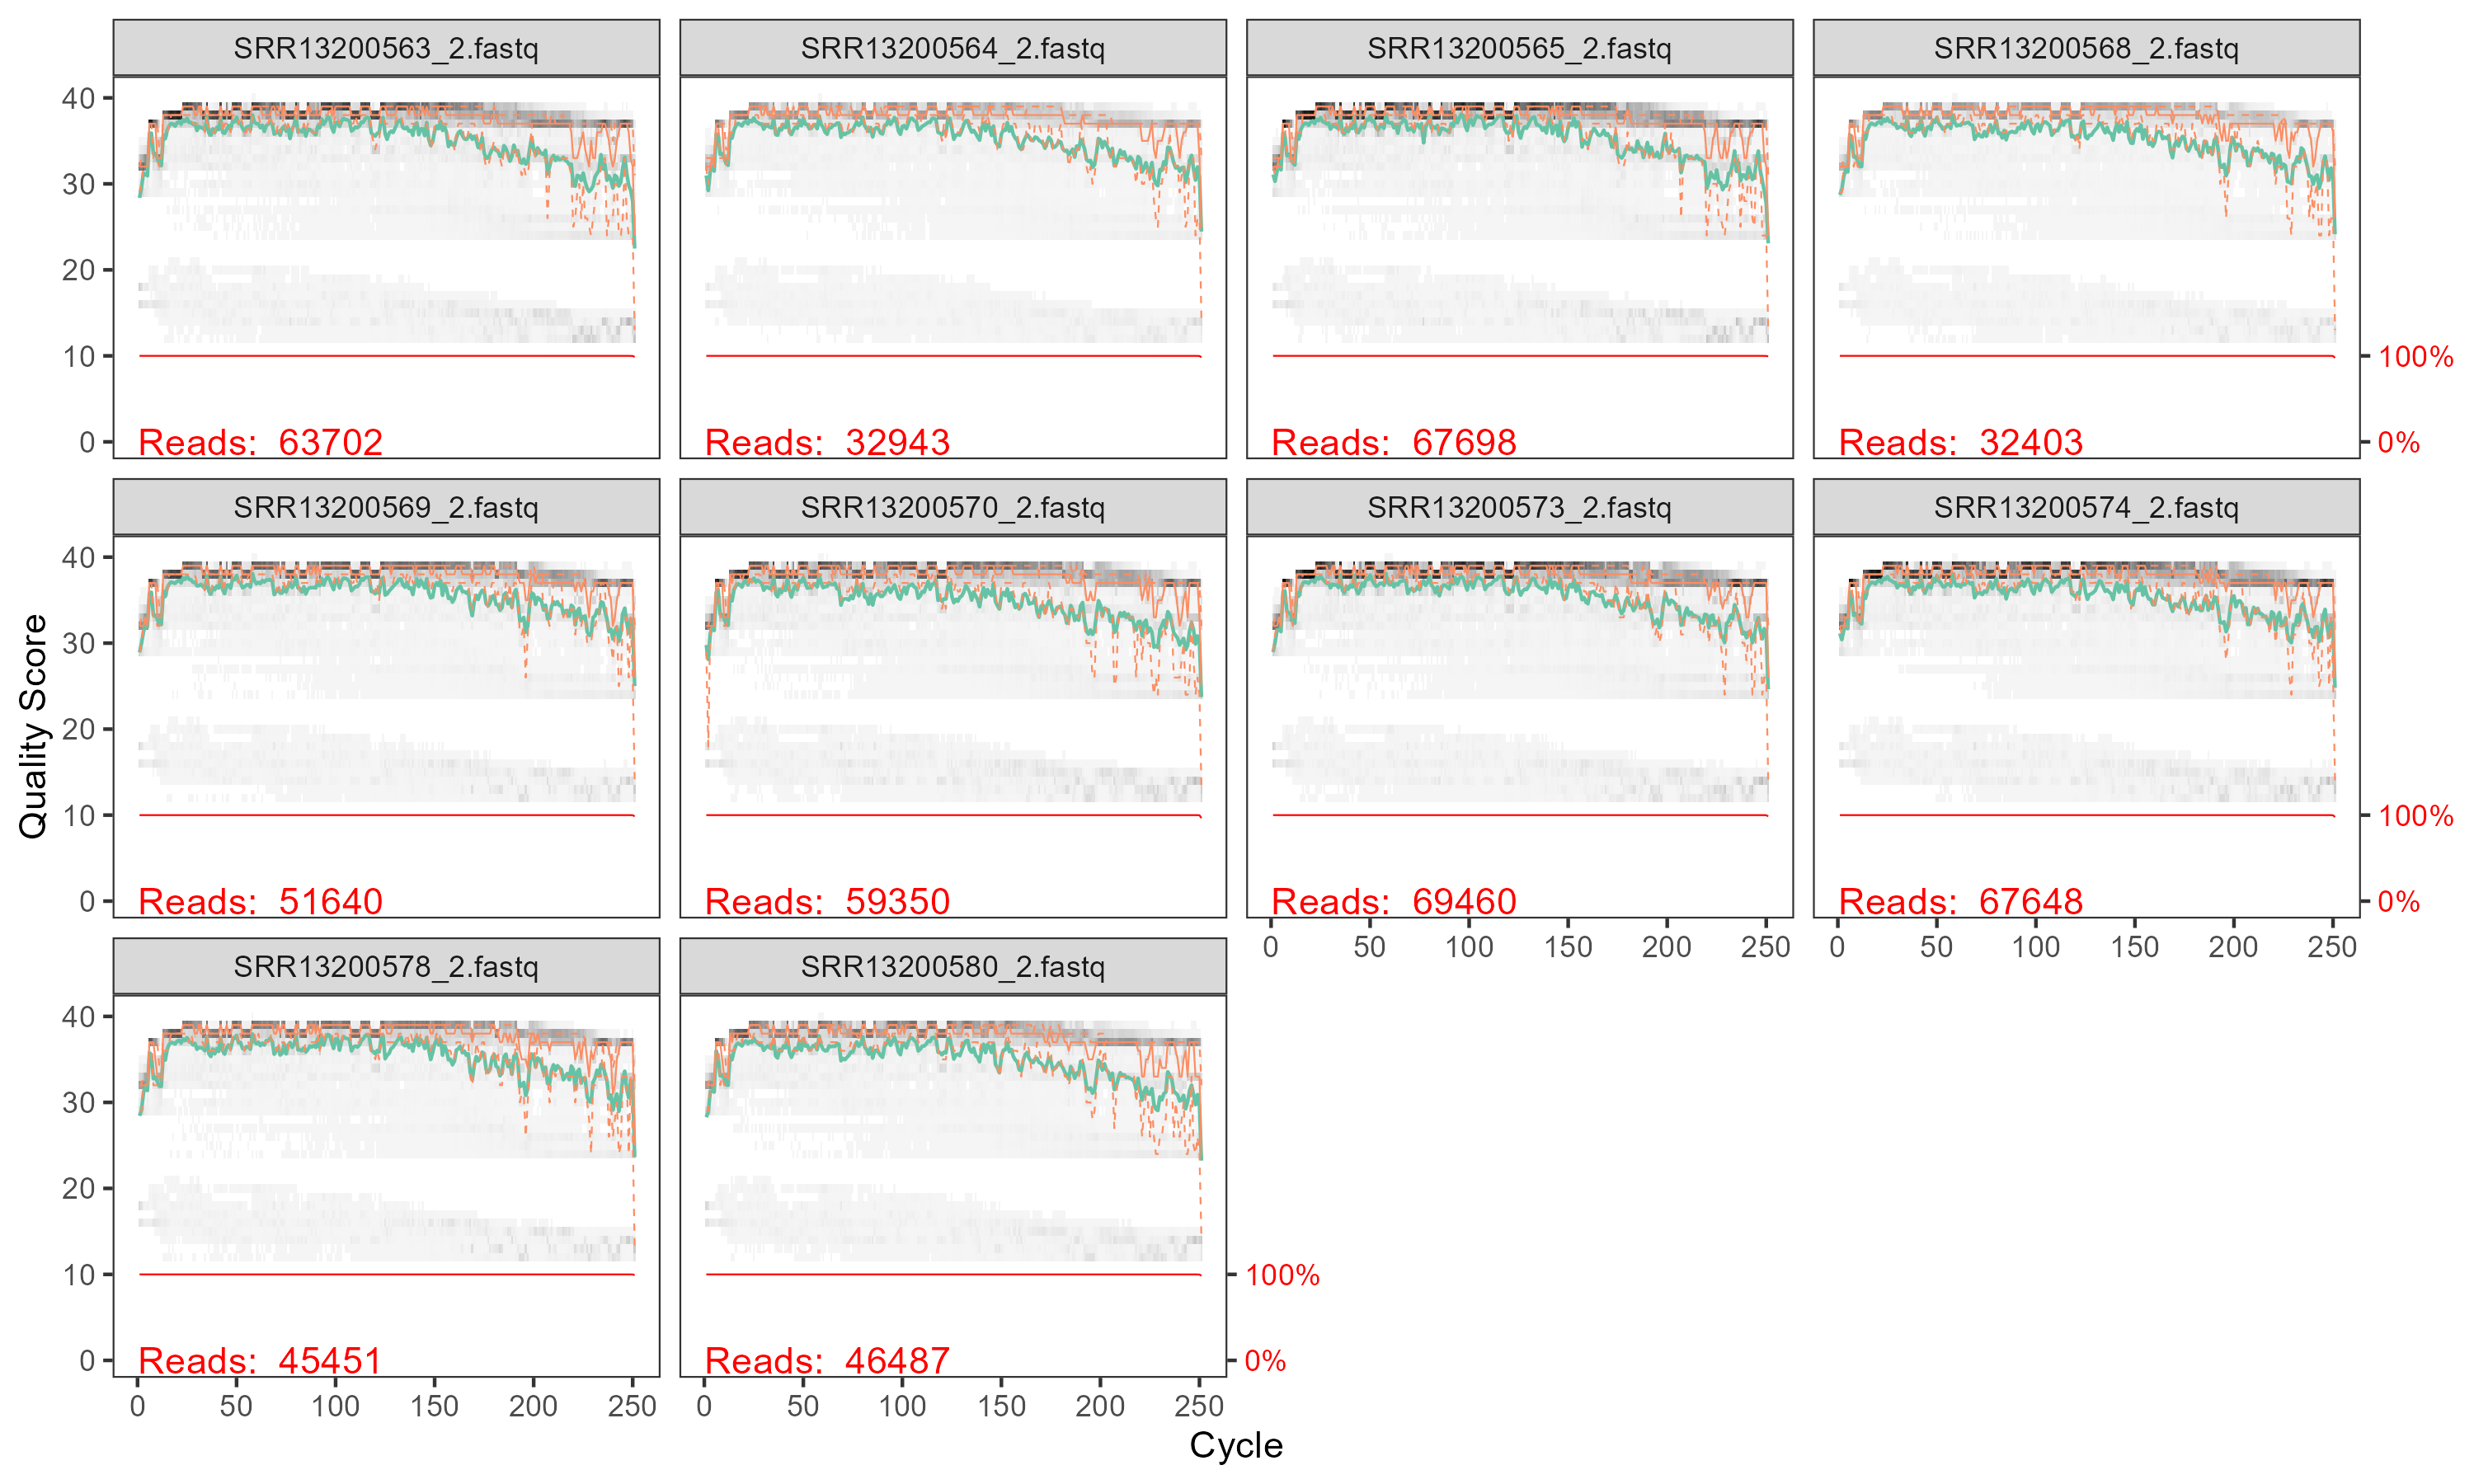 SRR13200563_2.fastq
SRR13200564_2.fastq
SRR13200565_2.fastq
SRR13200568_2.fastq
40
30
20
10
0
100%
0%
Reads: 63702
Reads: 32943
Reads: 67698
Reads: 32403
SRR13200569_2.fastq
SRR13200570_2.fastq
SRR13200573_2.fastq
SRR13200574_2.fastq
Quality Score
40
30
20
10
0
100%
0%
Reads: 51640
Reads: 59350
Reads: 69460
Reads: 67648
0 50 100 150 200 250
0 50 100 150 200 250
SRR13200578_2.fastq
SRR13200580_2.fastq
40
30
20
10
0
100%
0%
Reads: 45451
Reads: 46487
0 50 100 150 200 250
0 50 100 150 200 250
Cycle